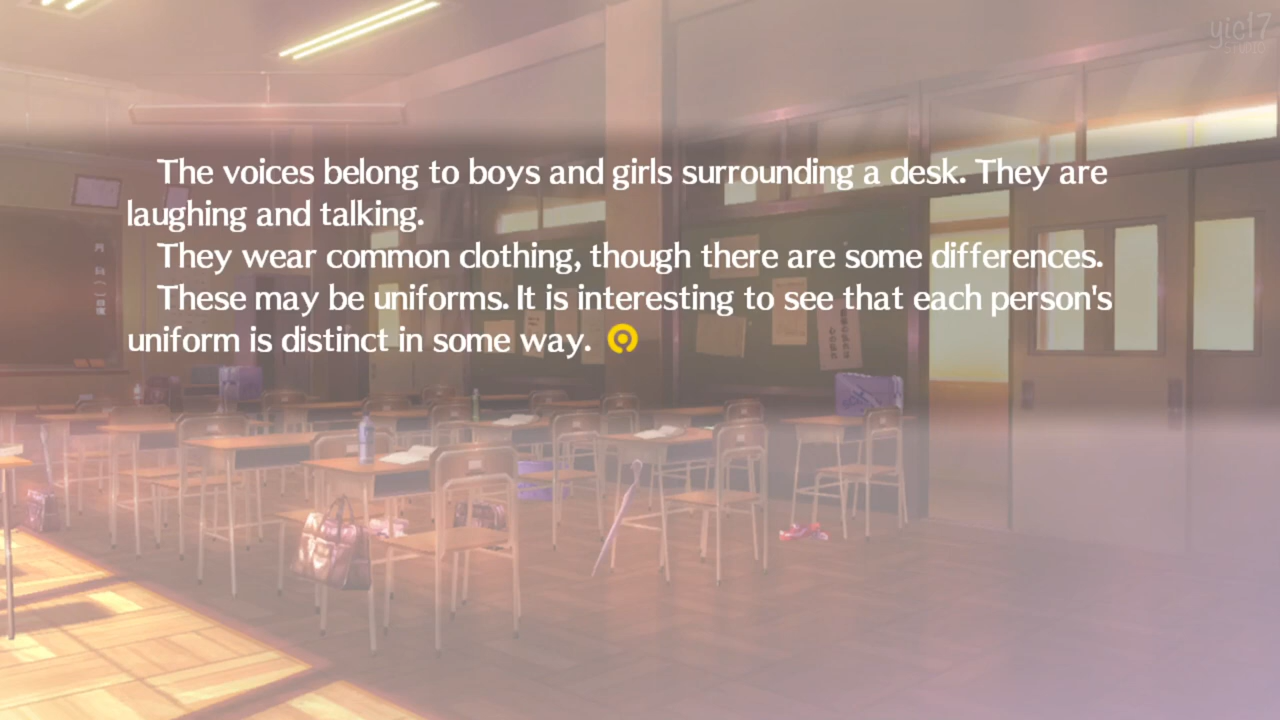 yic17
STUDIO
The voices belong to boys and girls surrounding a desk. They are
laughing and talking.
They wear common clothing, though there are some differences.
These may be uniforms. It is interesting to see that each person's
uniform is distinct in some way.